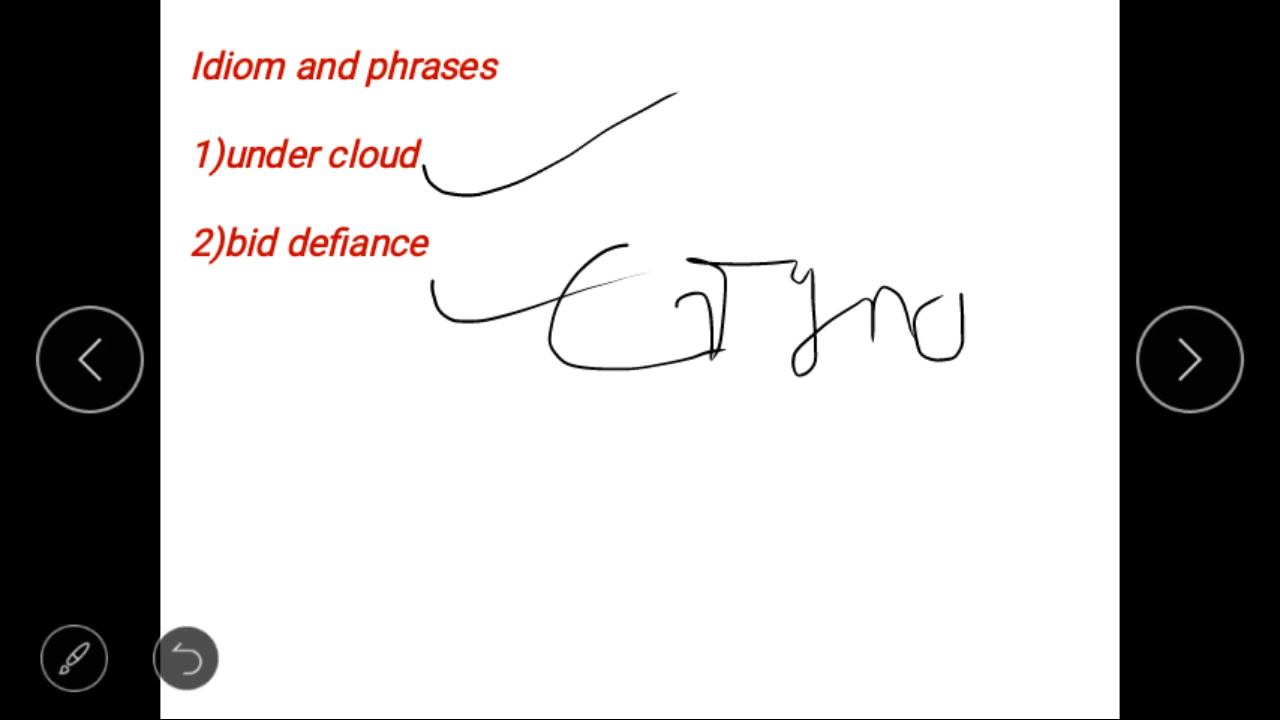 Idiom and phrases
1)under cloud
2)bid defiance